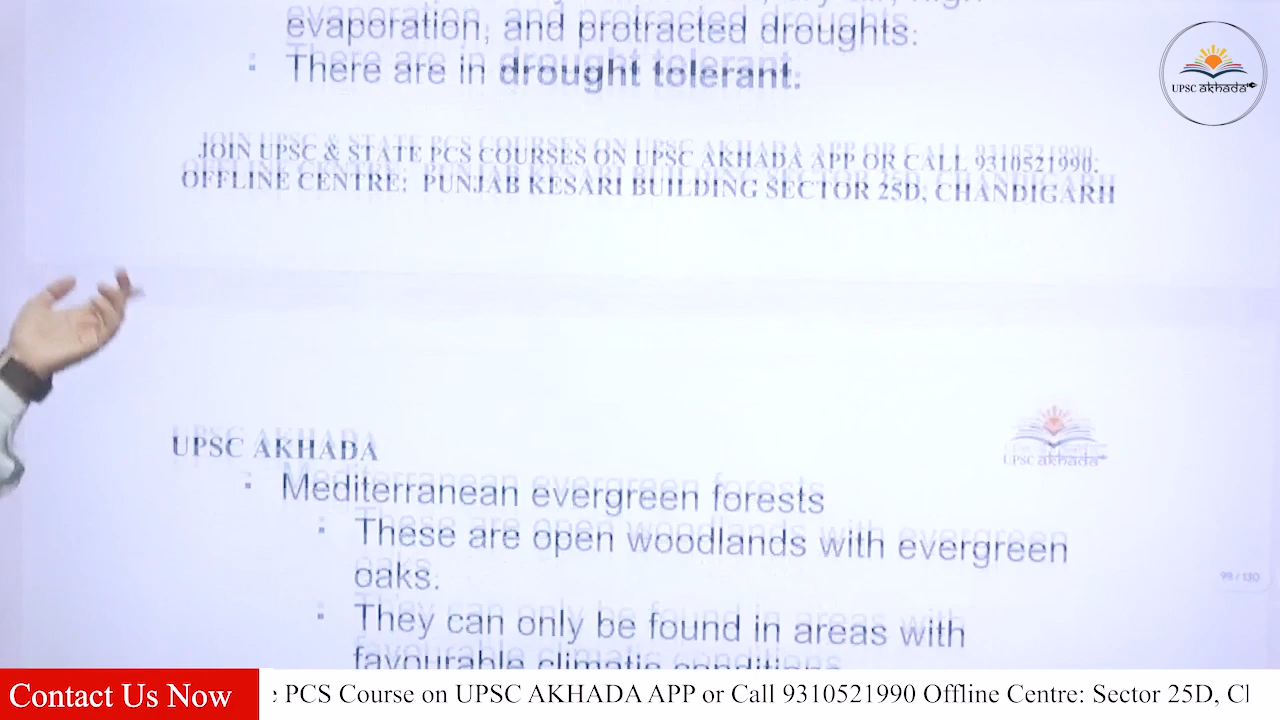 evaporation, and protracted droughts.
There are in drought tolerant.
UPSC akhada
JOIN UPSC & STATE PCS COURSES ON UPSC AKHADA APP OR CALL 9310521990.
OFFLINE CENTRE: PUNJAB KESARI BUILDING SECTOR 25D, CHANDIGARH
UPSC AKHADA
UPSC akhada
Mediterranean evergreen forests
These are open woodlands with evergreen
oaks.
99 / 130
They can only be found in areas with
favourable climatic conditions
Contact Us Now
PCS Course on UPSC AKHADA APP or Call 9310521990 Offline Centre: Sector 25D,